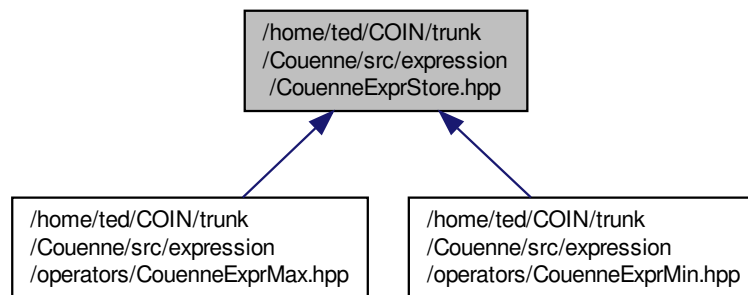 /home/ted/COIN/trunk
/Couenne/src/expression
/CouenneExprStore.hpp
/home/ted/COIN/trunk
/Couenne/src/expression
/operators/CouenneExprMax.hpp
/home/ted/COIN/trunk
/Couenne/src/expression
/operators/CouenneExprMin.hpp